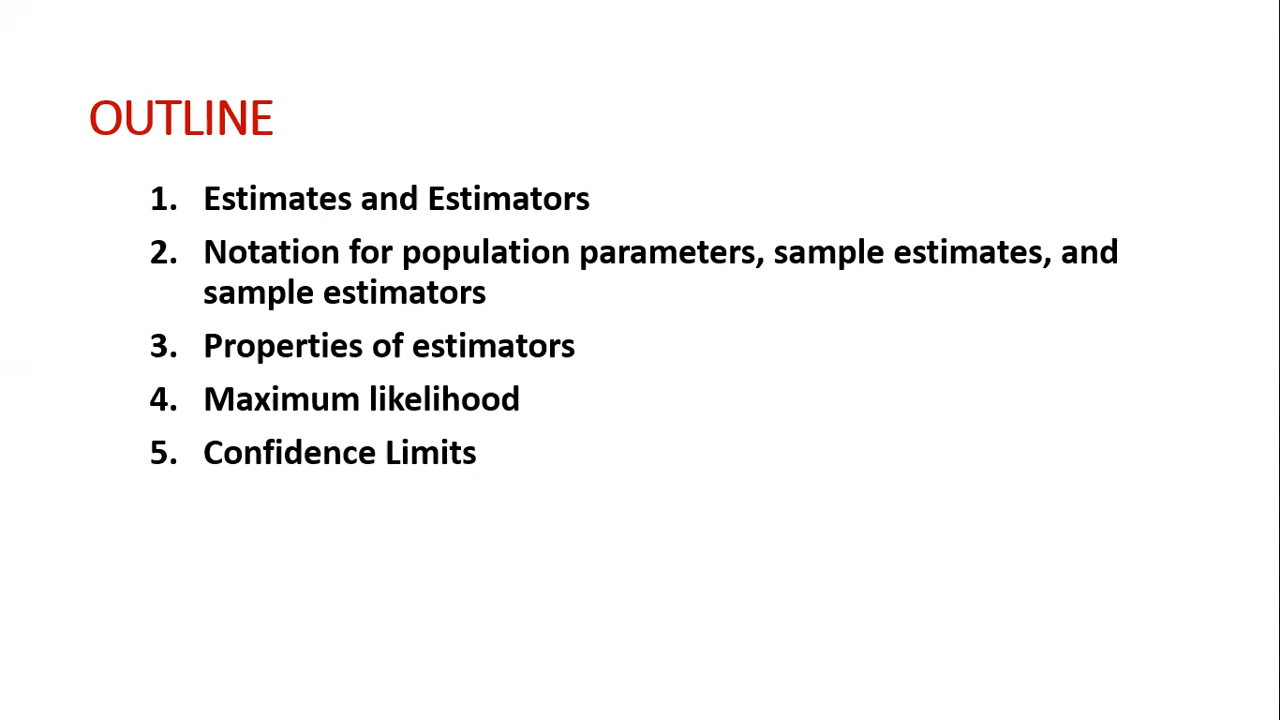 OUTLINE
1. Estimates and Estimators
2. Notation for population parameters, sample estimates, and
sample estimators
3. Properties of estimators
4. Maximum likelihood
5. Confidence Limits